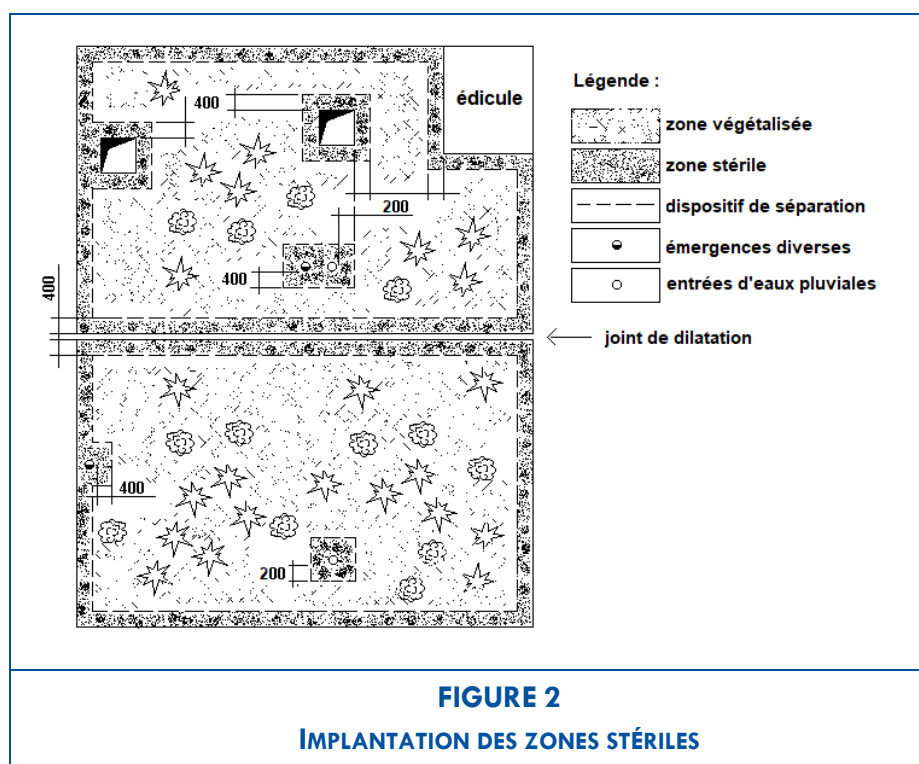 édicule
400
200
400
400
400
200
Légende :
zone végétalisée
zone stérile
dispositif de séparation
émergences diverses
entrées d'eaux pluviales
joint de dilatation
FIGURE 2
IMPLANTATION DES ZONES STÉRILES